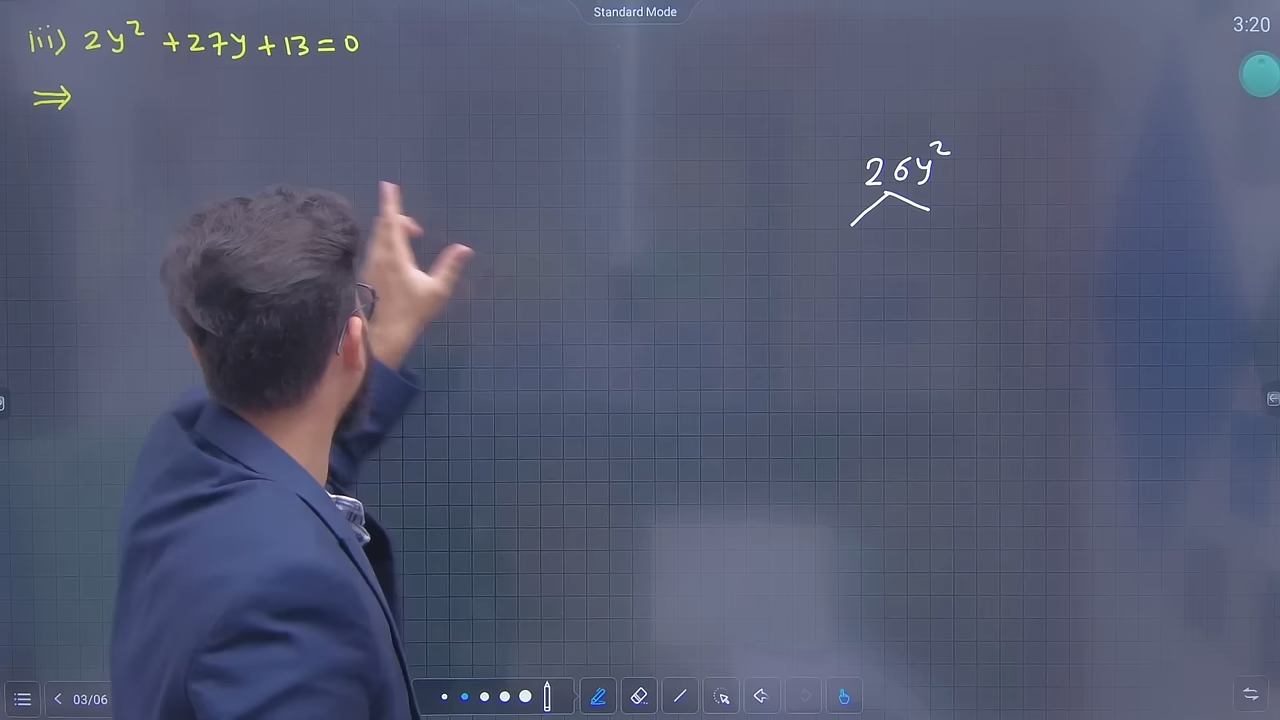 Standard Mode
3:20
iii) 2y² + 27y + 13 = 0
⇒
26y²
03/06